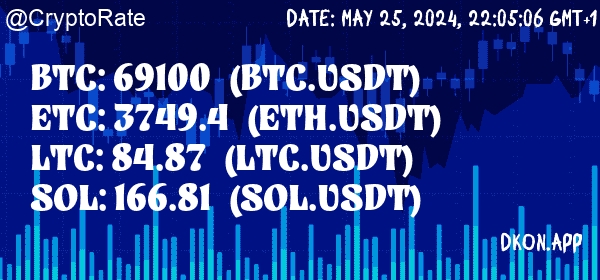 @CryptoRate
DATE: MAY 25, 2024, 22:05:06 GMT+1
BTC: 69100 (BTC.USDT)
ETC: 3749.4 (ETH.USDT)
LTC: 84.87 (LTC.USDT)
SOL: 166.81 (SOL.USDT)
DKON.APP